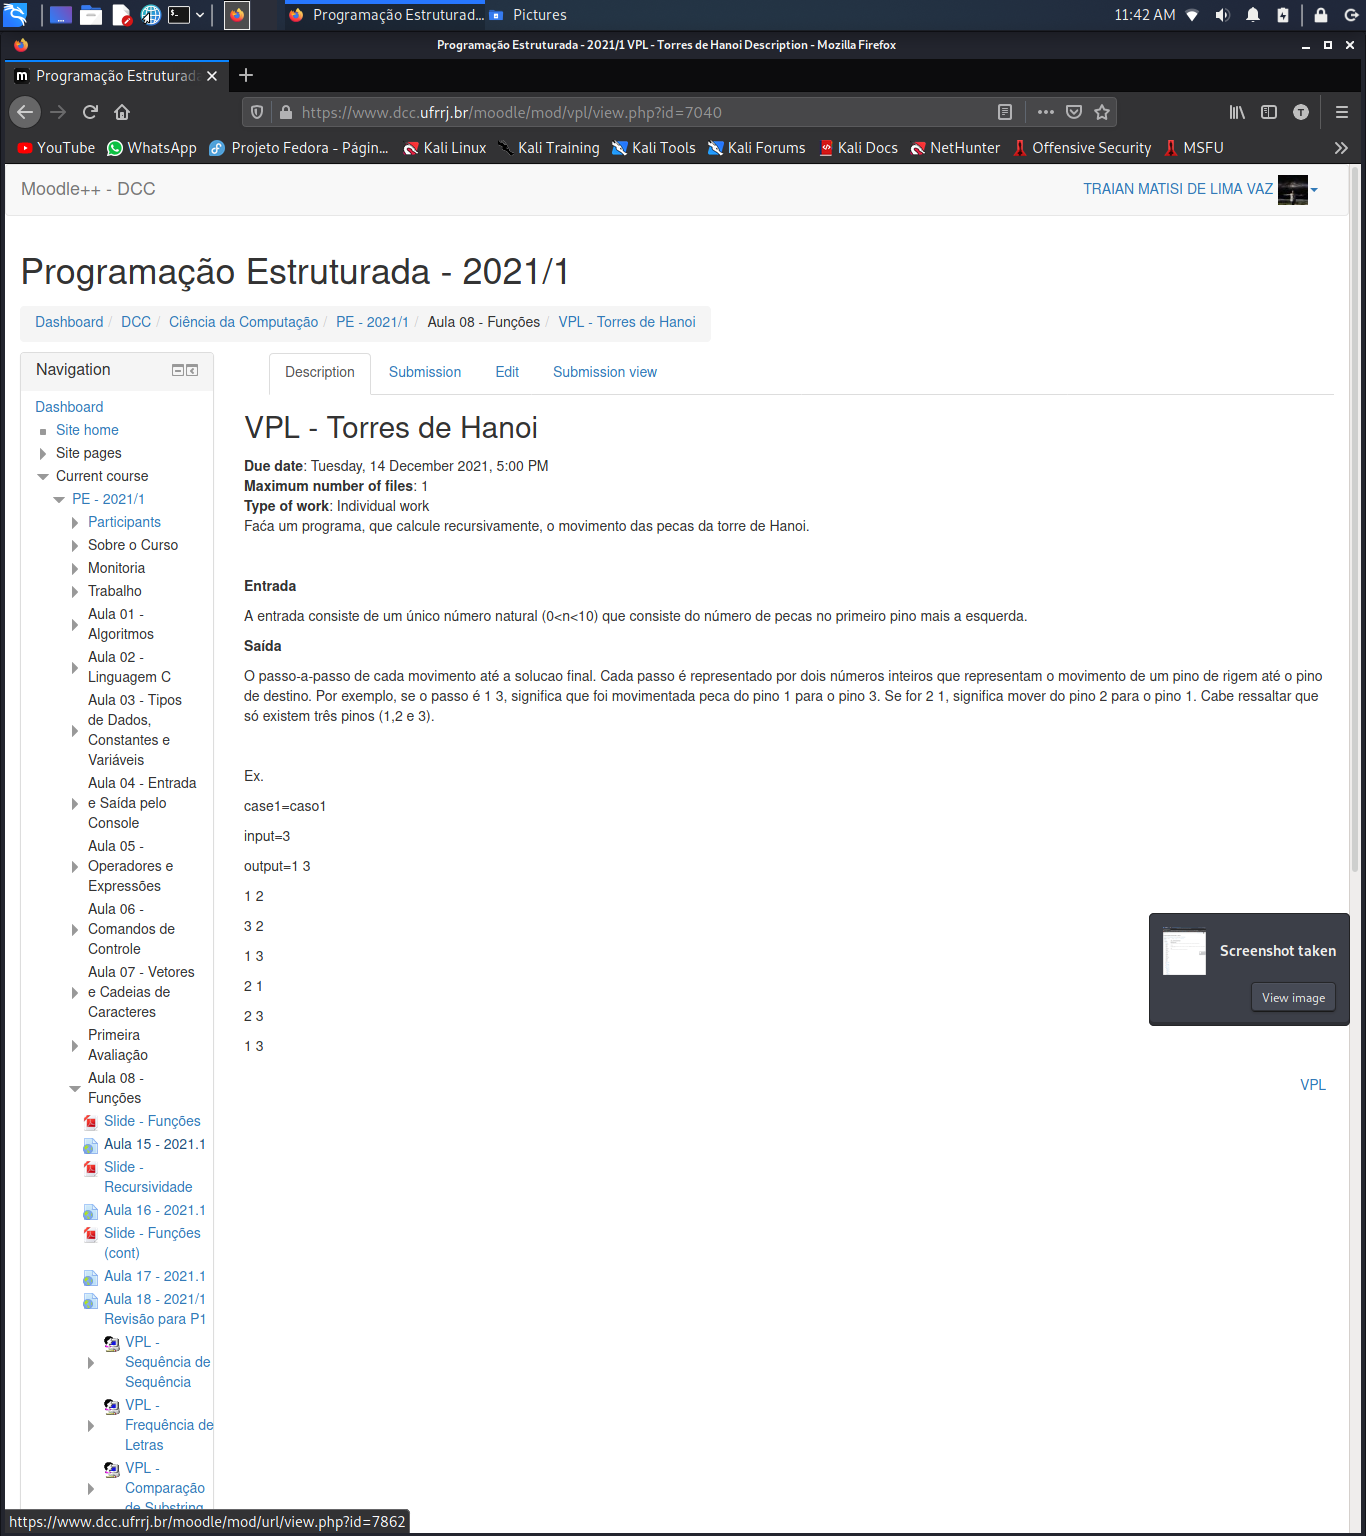 Programação Estruturad...
Pictures
11:42 AM
Programação Estruturada - 2021/1 VPL - Torres de Hanoi Description - Mozilla Firefox
Programação Estruturada
https://www.dcc.ufrrj.br/moodle/mod/vpl/view.php?id=7040
T
YouTube
WhatsApp
Projeto Fedora - Págin...
Kali Linux
Kali Training
Kali Tools
Kali Forums
Kali Docs
NetHunter
Offensive Security
MSFU
Moodle++ - DCC
TRAIAN MATISI DE LIMA VAZ
Programação Estruturada - 2021/1
Dashboard / DCC / Ciência da Computação / PE - 2021/1 / Aula 08 - Funções / VPL - Torres de Hanoi
Navigation
Dashboard
Site home
Site pages
Current course
PE - 2021/1
Participants
Sobre o Curso
Monitoria
Trabalho
Aula 01 -
Algoritmos
Aula 02 -
Linguagem C
Aula 03 - Tipos
de Dados,
Constantes e
Variáveis
Aula 04 - Entrada
e Saída pelo
Console
Aula 05 -
Operadores e
Expressões
Aula 06 -
Comandos de
Controle
Aula 07 - Vetores
e Cadeias de
Caracteres
Primeira
Avaliação
Aula 08 -
Funções
Slide - Funções
Aula 15 - 2021.1
Slide -
Recursividade
Aula 16 - 2021.1
Slide - Funções
(cont)
Aula 17 - 2021.1
Aula 18 - 2021/1
Revisão para P1
VPL -
Sequência de
Sequência
VPL -
Frequência de
Letras
VPL -
Comparação
de Substring
Description
Submission
Edit
Submission view
VPL - Torres de Hanoi
Due date: Tuesday, 14 December 2021, 5:00 PM
Maximum number of files: 1
Type of work: Individual work
Faća um programa, que calcule recursivamente, o movimento das pecas da torre de Hanoi.
Entrada
A entrada consiste de um único número natural (0<n<10) que consiste do número de pecas no primeiro pino mais a esquerda.
Saída
O passo-a-passo de cada movimento até a solucao final. Cada passo é representado por dois números inteiros que representam o movimento de um pino de rigem até o pino
de destino. Por exemplo, se o passo é 1 3, significa que foi movimentada peca do pino 1 para o pino 3. Se for 2 1, significa mover do pino 2 para o pino 1. Cabe ressaltar que
só existem três pinos (1,2 e 3).
Ex.
case1=caso1
input=3
output=1 3
1 2
3 2
1 3
2 1
2 3
1 3
VPL
Screenshot taken
View image
https://www.dcc.ufrrj.br/moodle/mod/url/view.php?id=7862